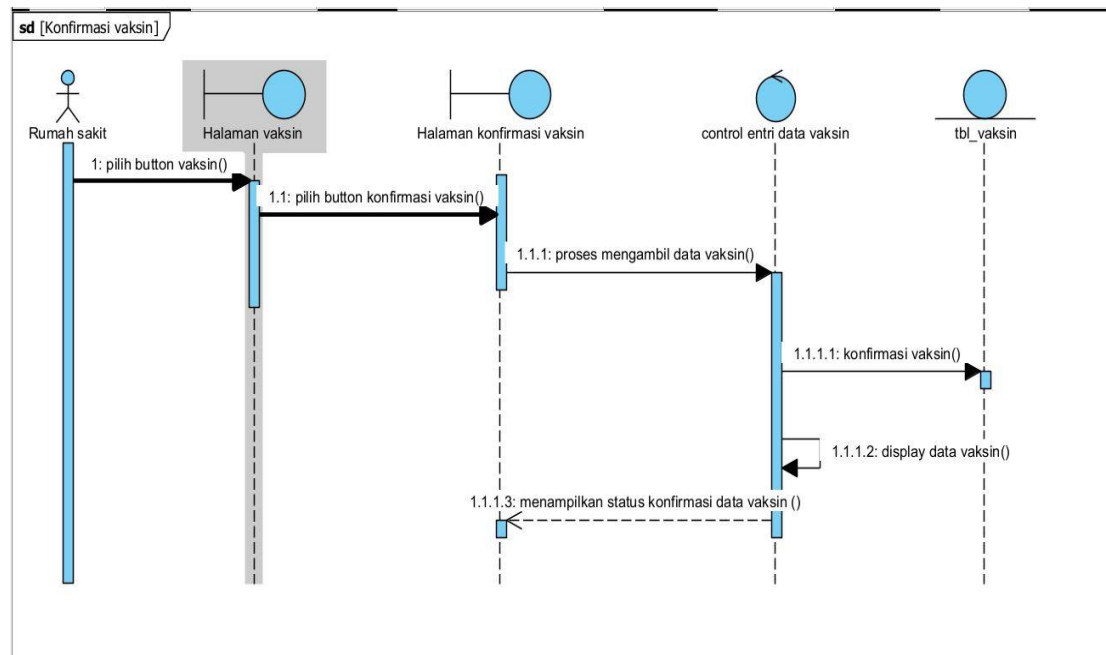 sd [Konfirmasi vaksin]
Rumah sakit
Halaman vaksin
Halaman konfirmasi vaksin
control entri data vaksin
tbl_vaksin
1: pilih button vaksin()
1.1: pilih button konfirmasi vaksin()
1.1.1: proses mengambil data vaksin()
1.1.1.1: konfirmasi vaksin()
1.1.1.2: display data vaksin()
1.1.1.3: menampilkan status konfirmasi data vaksin ()